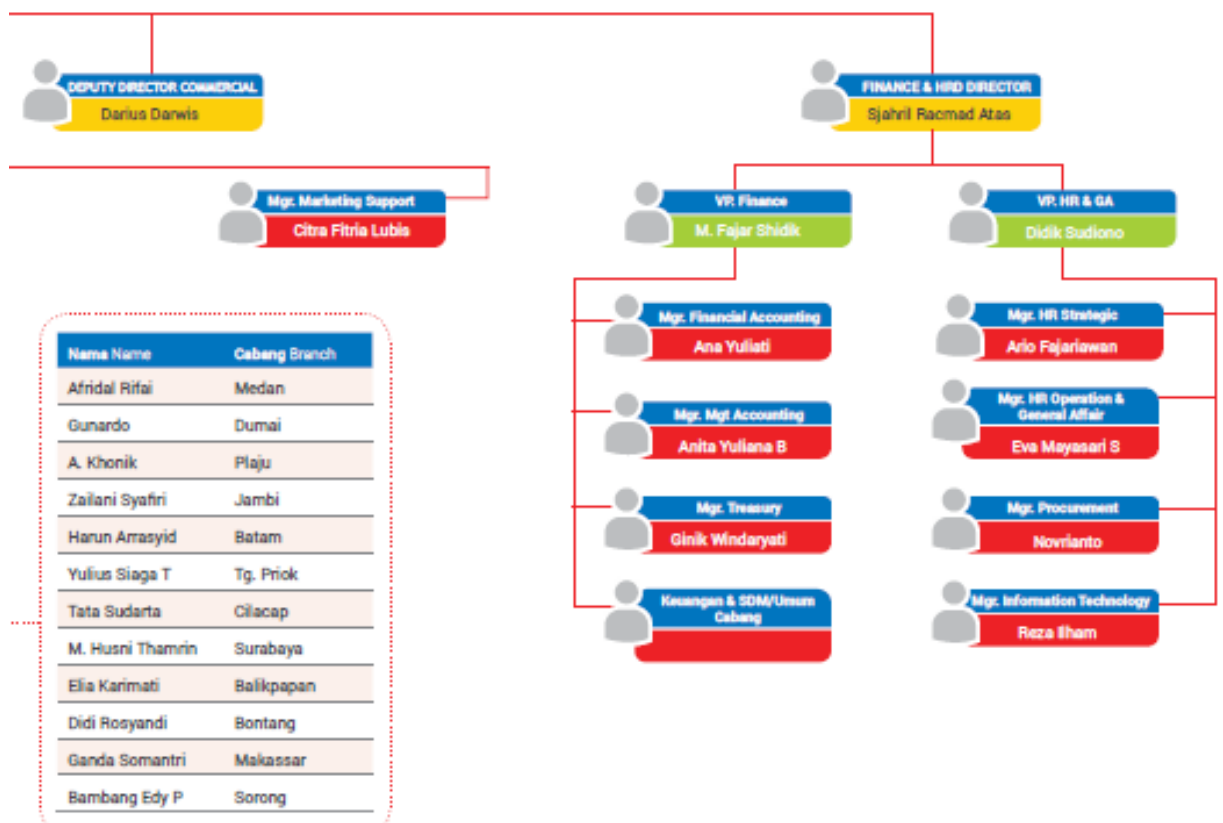 DEPUTY DIRECTOR COMMERCIAL
Darius Darwis
FINANCE & HRD DIRECTOR
Sjahril Racmad Atas
Mgr. Marketing Support
Citra Fitria Lubis
VP. Finance
M. Fajar Shidik
VP. HR & GA
Didik Sudiono
Mgr. Financial Accounting
Ana Yuliati
Mgr. Mgt Accounting
Anita Yuliana B
Mgr. Treasury
Ginik Windaryati
Keuangan & SDM/Umum
Cabang
Mgr. HR Strategic
Ario Fajariawan
Mgr. HR Operation &
General Affair
Eva Mayasari S
Mgr. Procurement
Novrianto
Mgr. Information Technology
Reza Ilham
Nama Name Cabang Branch
Afridal Rifai Medan
Gunardo Dumai
A. Khonik Plaju
Zailani Syafiri Jambi
Harun Arrasyid Batam
Yulius Siaga T Tg. Priok
Tata Sudarta Cilacap
M. Husni Thamrin Surabaya
Elia Karimati Balikpapan
Didi Rosyandi Bontang
Ganda Somantri Makassar
Bambang Edy P Sorong